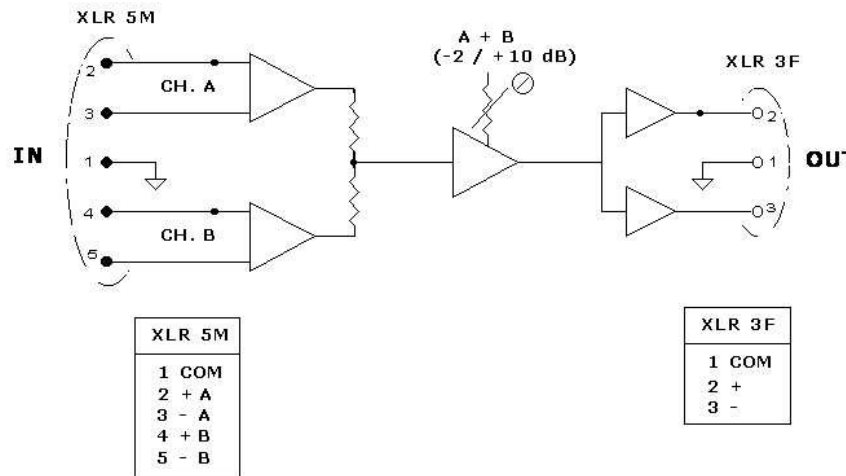 XLR 5M
A + B
(-2 / +10 dB)
XLR 3F
2
CH. A
3
2
IN
1
1
OUT
4
CH. B
3
5
XLR 5M
1 COM
2 + A
3 - A
4 + B
5 - B
XLR 3F
1 COM
2 +
3 -